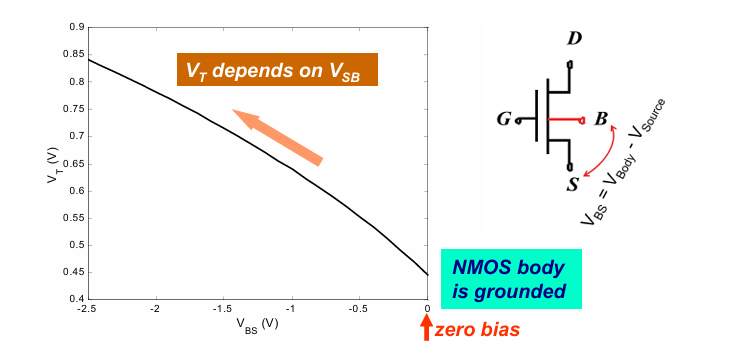 V_T depends on V_SB
0.9
0.85
0.8
0.75
0.7
0.65
0.6
0.55
0.5
0.45
0.4
V_T (V)
-2.5
-2
-1.5
-1
-0.5
0
V_BS (V)
D
G
B
S
V_BS = V_Body - V_Source
NMOS body
is grounded
zero bias